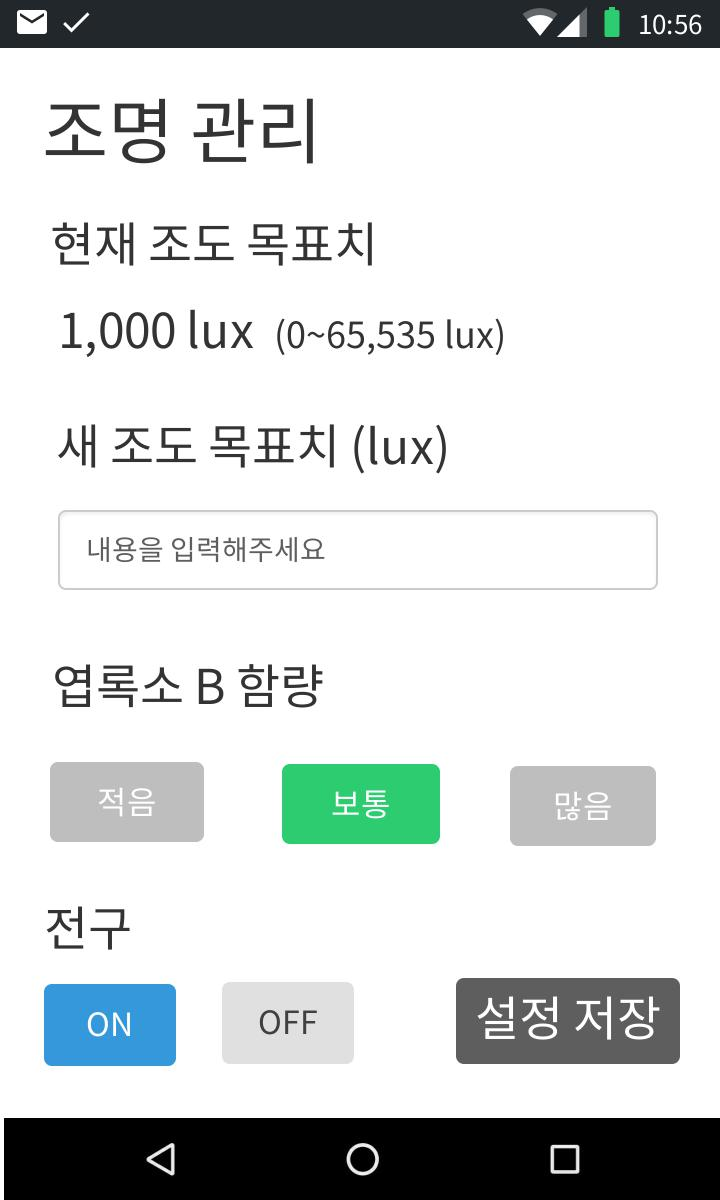 10:56
조명 관리
현재 조도 목표치
1,000 lux (0~65,535 lux)
새 조도 목표치 (lux)
내용을 입력해주세요
엽록소 B 함량
적음 보통 많음
전구
ON OFF 설정 저장